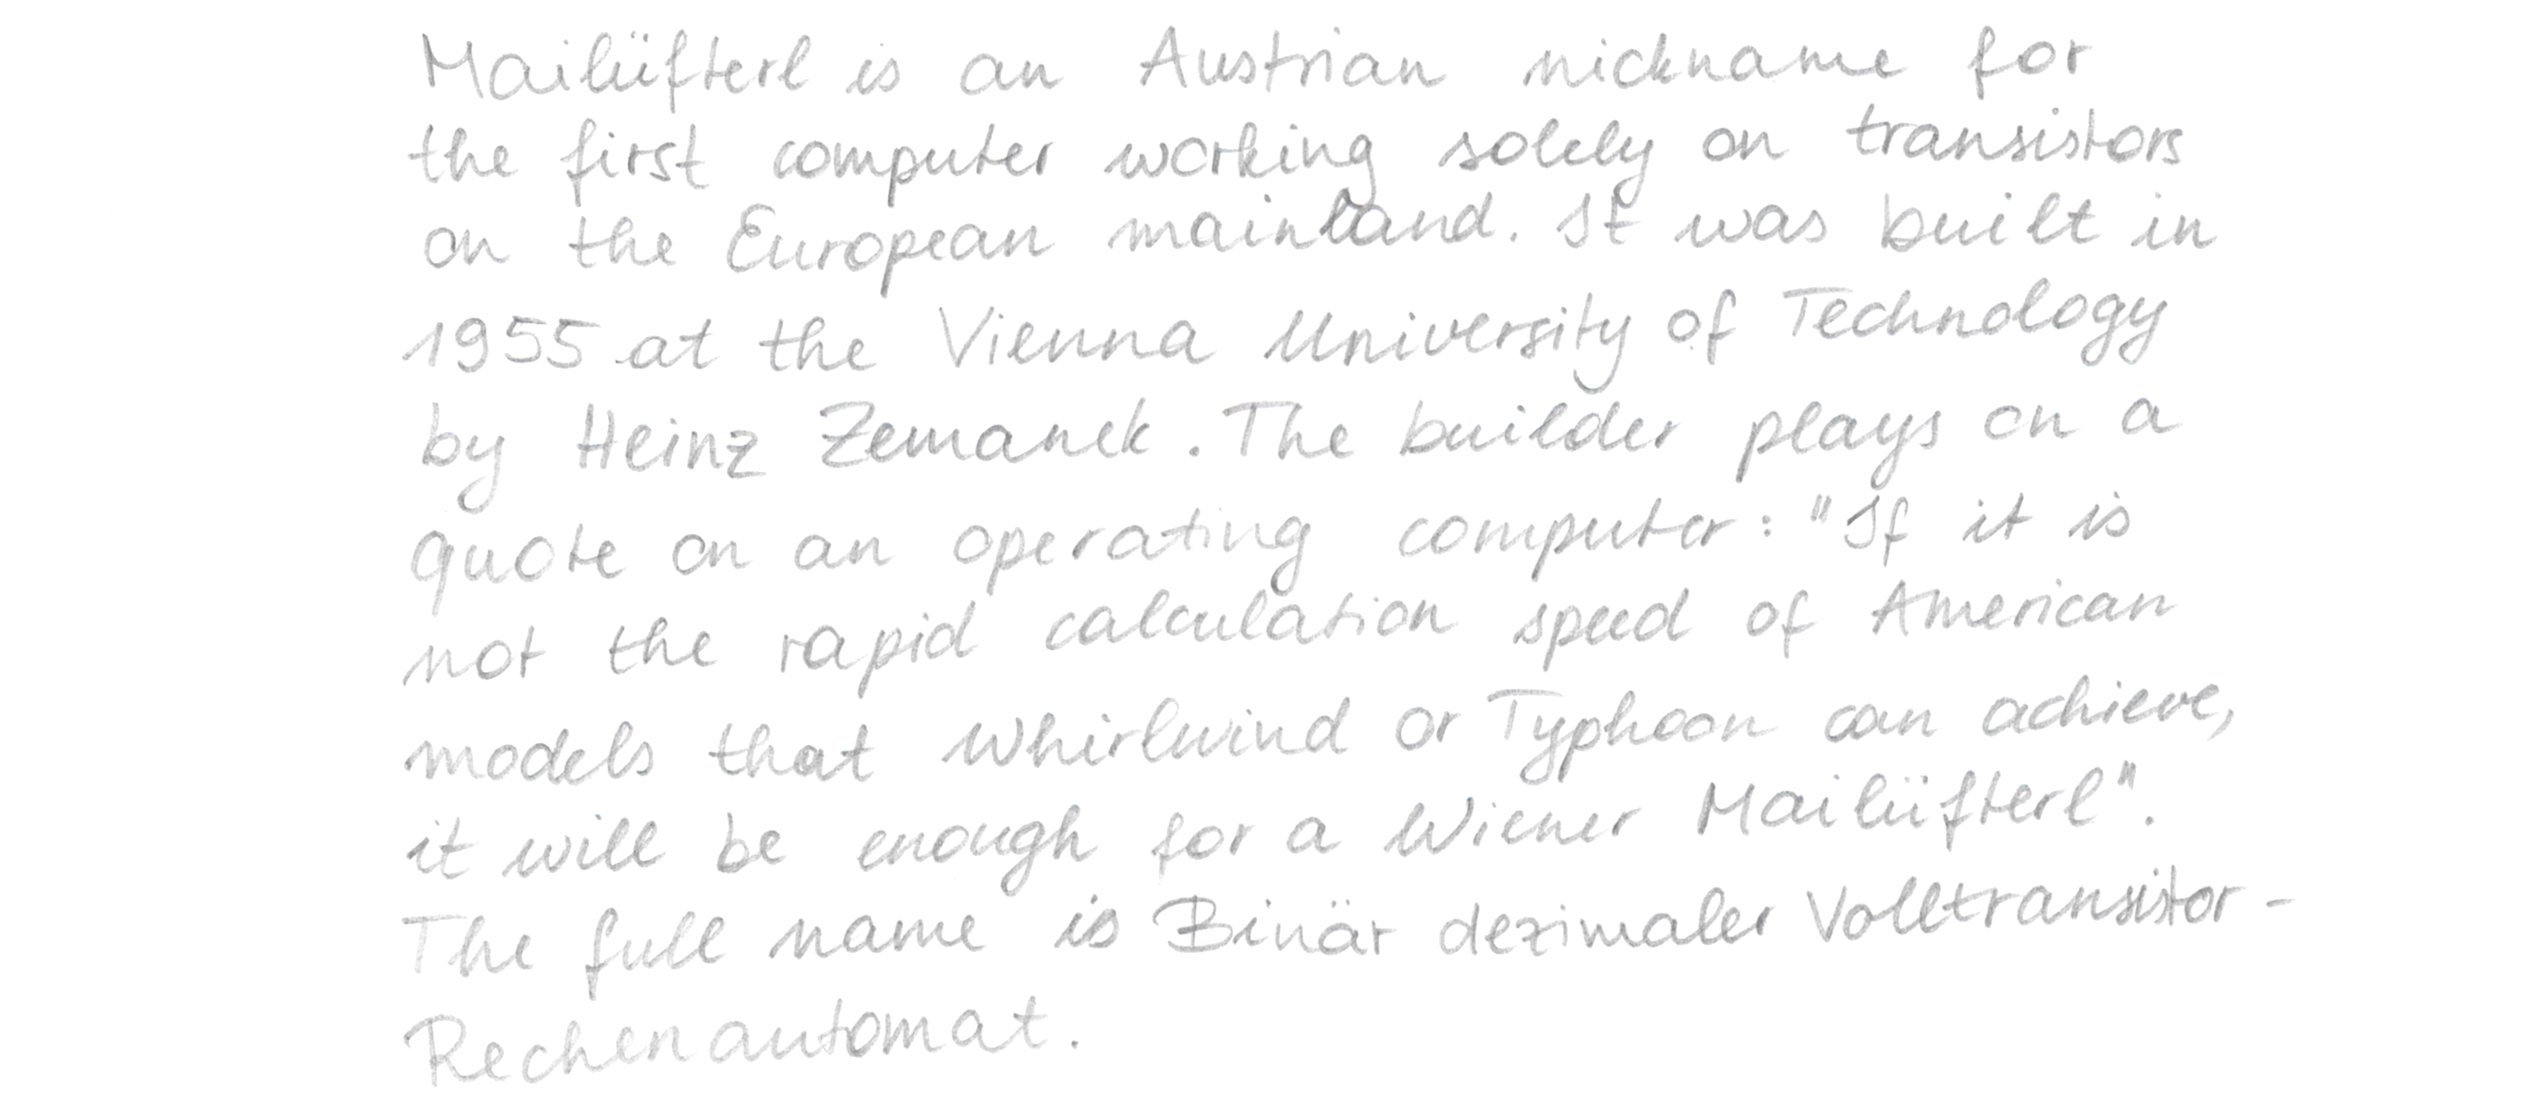 Mailüfterl is an Austrian nickname for
the first computer working solely on transistors
on the European mainland. It was built in
1955 at the Vienna University of Technology
by Heinz Zemanek. The builder plays on a
quote on an operating computer: "If it is
not the rapid calculation speed of American
models that Whirlwind or Typhoon can achieve,
it will be enough for a Wiener Mailüfterl".
The full name is Binär dezimaler Volltransistor-
Rechenautomat.